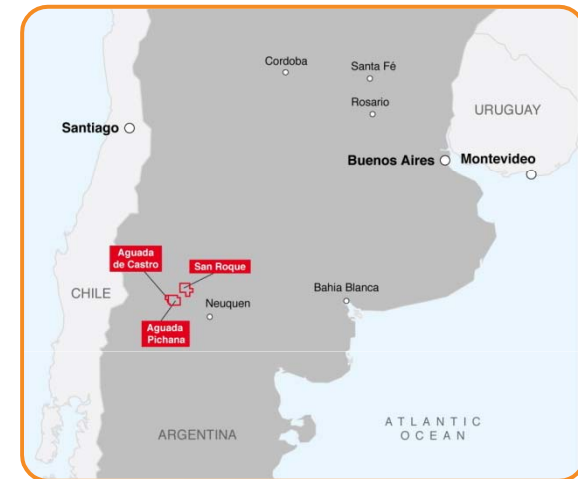 Cordoba
Santa Fé
Rosario
URUGUAY
Santiago
Buenos Aires
Montevideo
Aguada
de Castro
San Roque
CHILE
Neuquen
Bahia Blanca
Aguada
Pichana
ARGENTINA
ATLANTIC
OCEAN